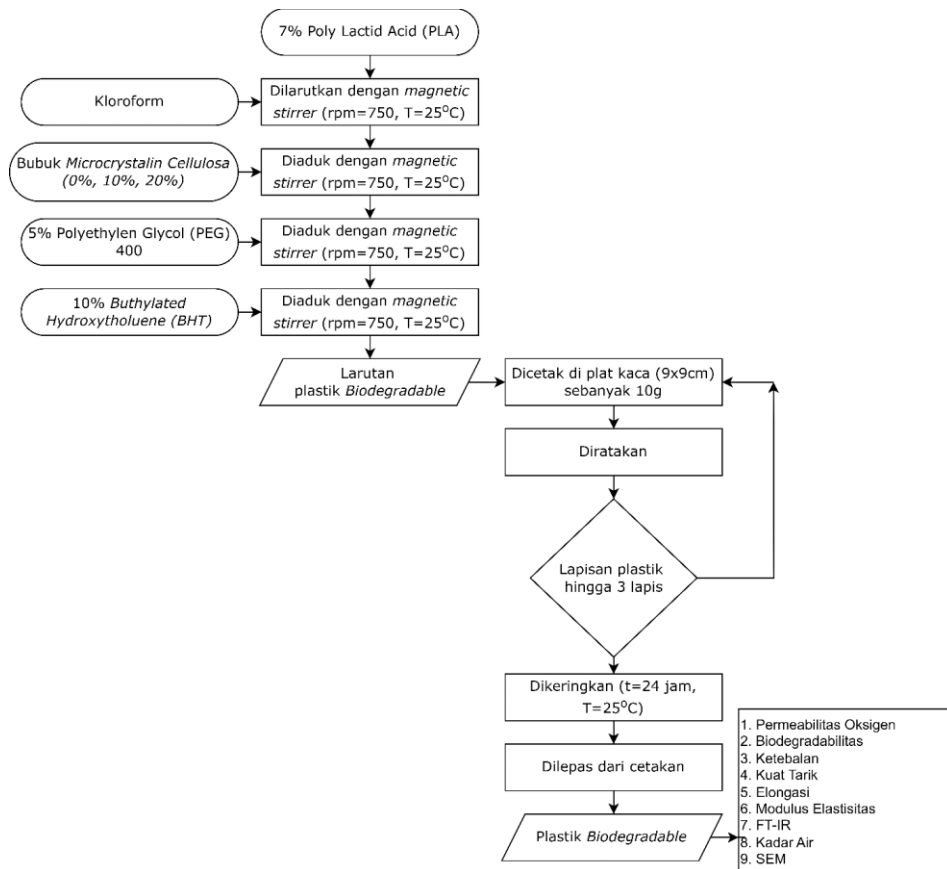 7% Poly Lactid Acid (PLA)
Kloroform
Dilarutkan dengan magnetic
stirrer (rpm=750, T=25⁰C)
Bubuk Microcrystalin Cellulosa
(0%, 10%, 20%)
Diaduk dengan magnetic
stirrer (rpm=750, T=25⁰C)
5% Polyethylen Glycol (PEG)
400
Diaduk dengan magnetic
stirrer (rpm=750, T=25⁰C)
10% Buthylated
Hydroxytholuene (BHT)
Diaduk dengan magnetic
stirrer (rpm=750, T=25⁰C)
Larutan
plastik Biodegradable
Dicetak di plat kaca (9x9cm)
sebanyak 10g
Diratakan
Lapisan plastik
hingga 3 lapis
Dikeringkan (t=24 jam,
T=25⁰C)
Dilepas dari cetakan
Plastik Biodegradable
1. Permeabilitas Oksigen
2. Biodegradabilitas
3. Ketebalan
4. Kuat Tarik
5. Elongasi
6. Modulus Elastisitas
7. FT-IR
8. Kadar Air
9. SEM